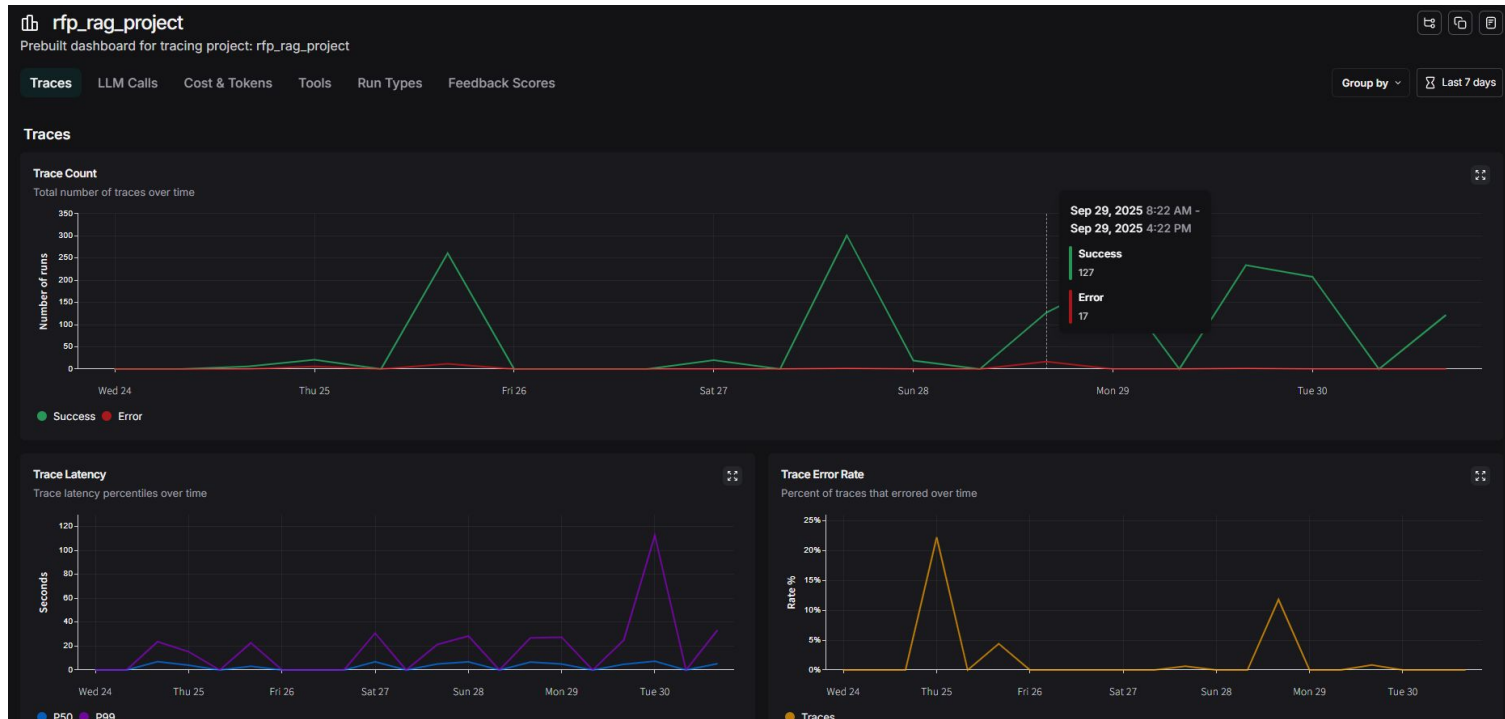 rfp_rag_project
Prebuilt dashboard for tracing project: rfp_rag_project
Traces LLM Calls Cost & Tokens Tools Run Types Feedback Scores Group by Last 7 days
Traces
Trace Count
Total number of traces over time
Number of runs
350
300
250
200
150
100
50
0
Wed 24 Thu 25 Fri 26 Sat 27 Sun 28 Mon 29 Tue 30
Sep 29, 2025 8:22 AM -
Sep 29, 2025 4:22 PM
Success
127
Error
17
Success Error
Trace Latency
Trace latency percentiles over time
Seconds
120
100
80
60
40
20
0
Wed 24 Thu 25 Fri 26 Sat 27 Sun 28 Mon 29 Tue 30
P50 P99
Trace Error Rate
Percent of traces that errored over time
Rate %
25%
20%
15%
10%
5%
0%
Wed 24 Thu 25 Fri 26 Sat 27 Sun 28 Mon 29 Tue 30
Traces